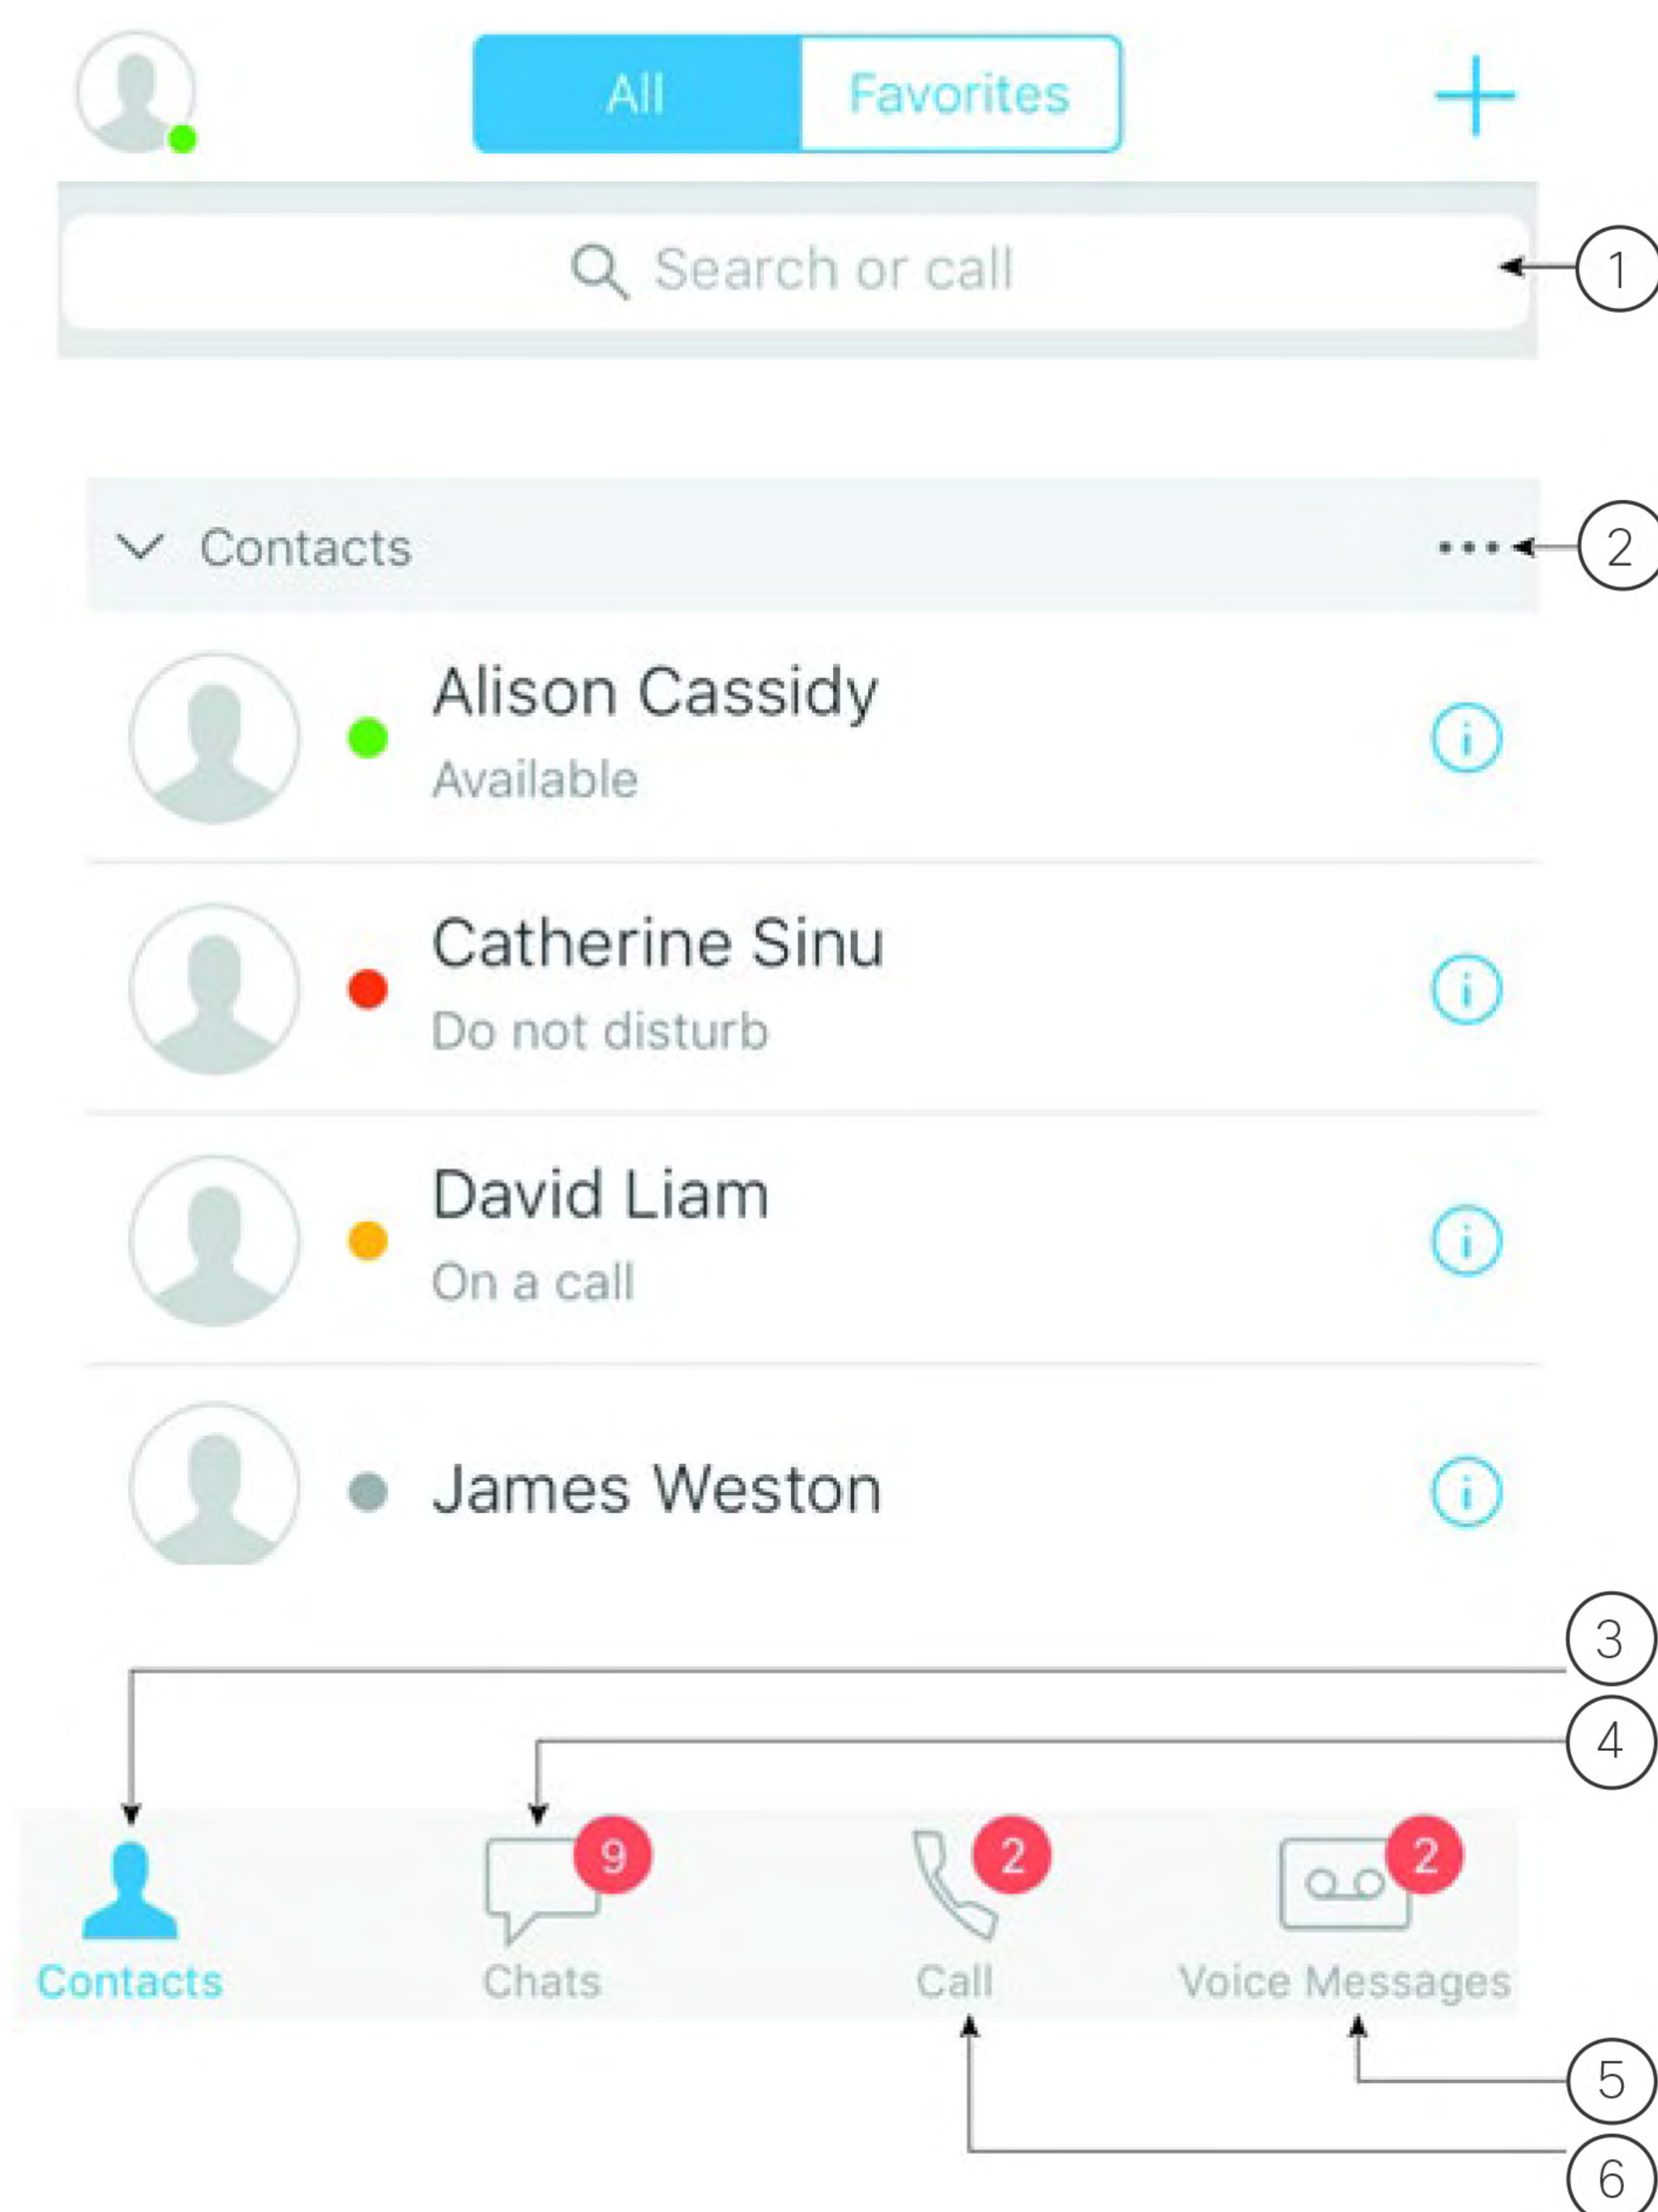 All Favorites
Search or call
1
Contacts
2
Alison Cassidy
Available
Catherine Sinu
Do not disturb
David Liam
On a call
James Weston
3
4
9 2 2
Contacts Chats Call Voice Messages
5
6